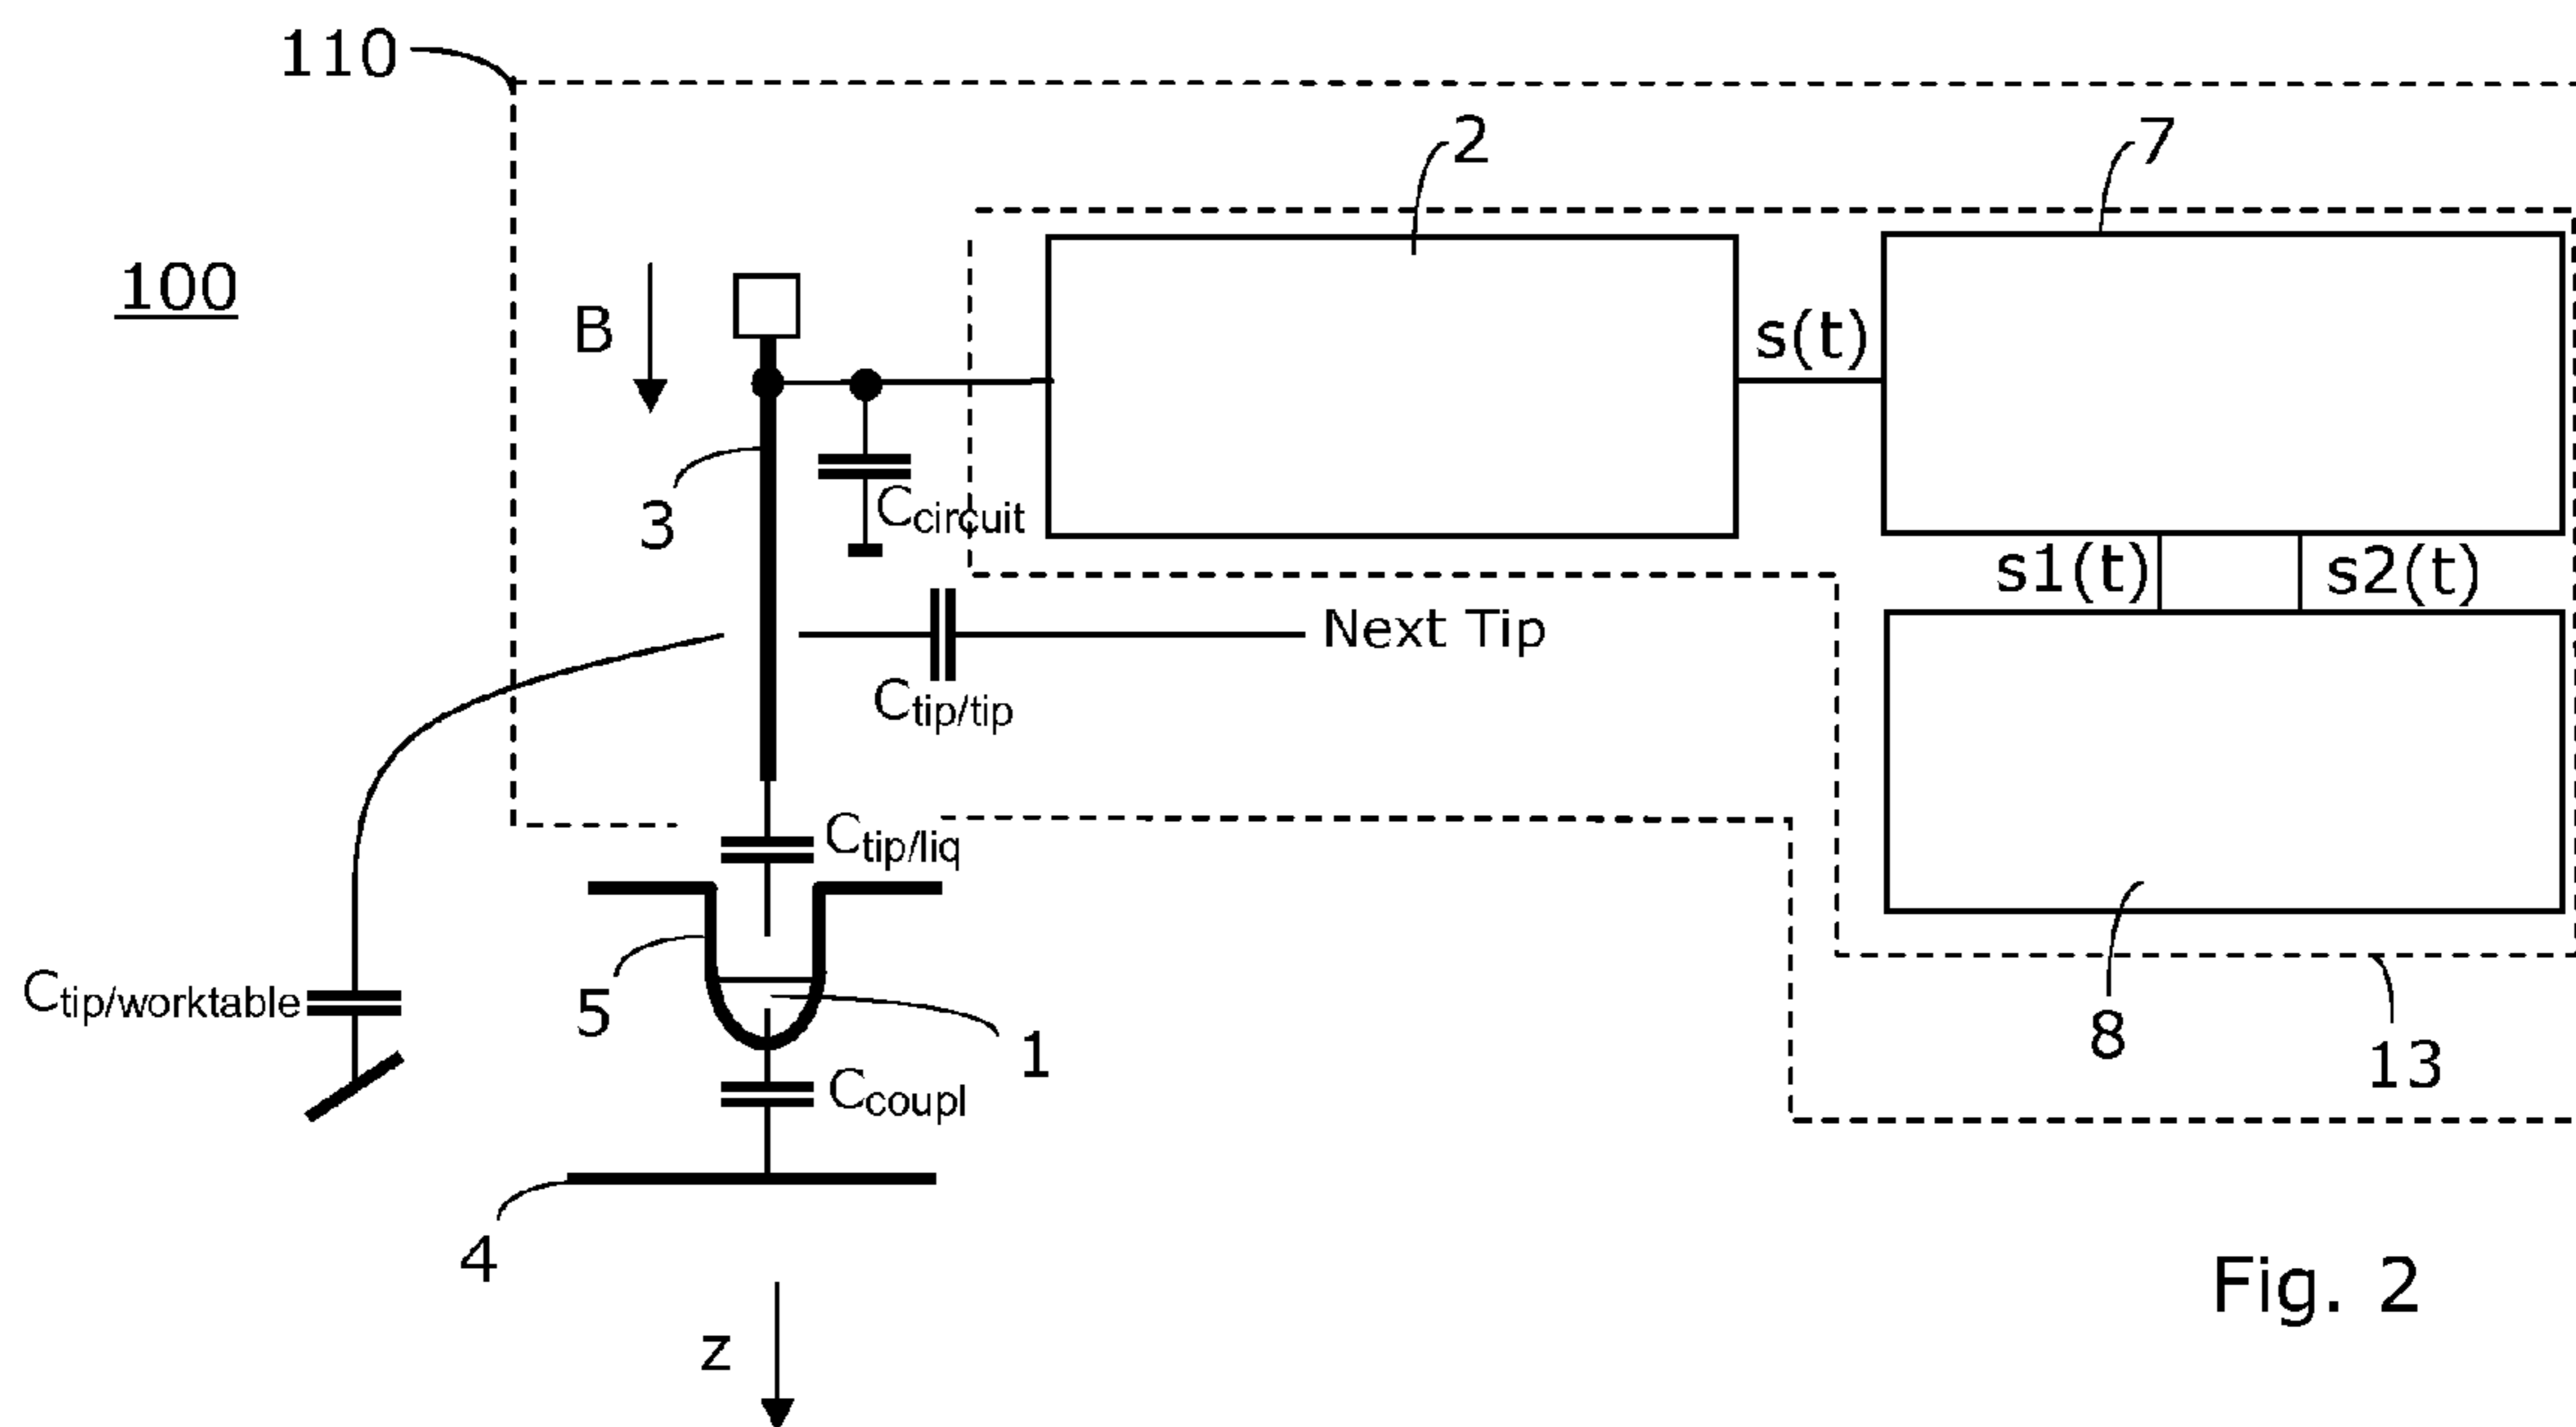 110
2
7
100
B
s(t)
3
Ccircuit
s1(t)
s2(t)
Next Tip
Ctip/tip
Ctip/liq
Ctip/worktable
5
1
8
13
Ccoupl
4
Fig. 2
z